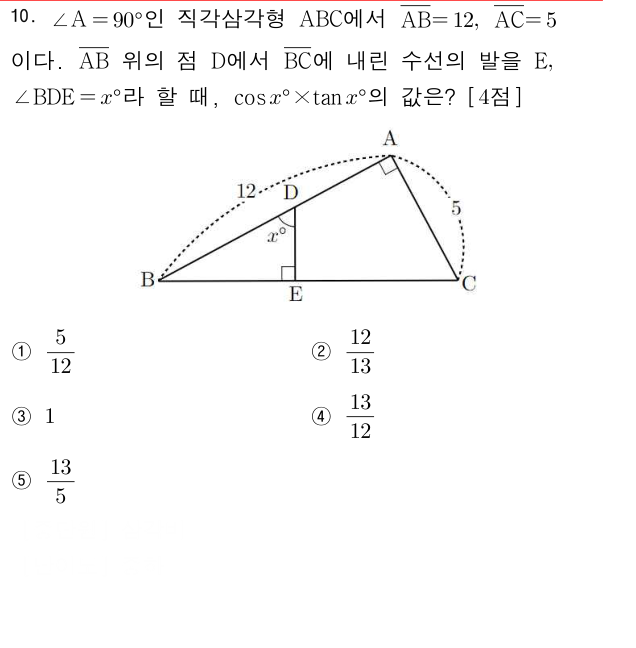 10. ∠A=90°인 직각삼각형 ABC에서 AB=12, AC=5
이다. AB 위의 점 D에서 BC에 내린 수선의 발을 E,
∠BDE=x°라 할 때, cos x°×tan x°의 값은? [4점]
A
12
D
5
x°
B
C
E
① 5/12
② 12/13
③ 1
④ 13/12
⑤ 13/5